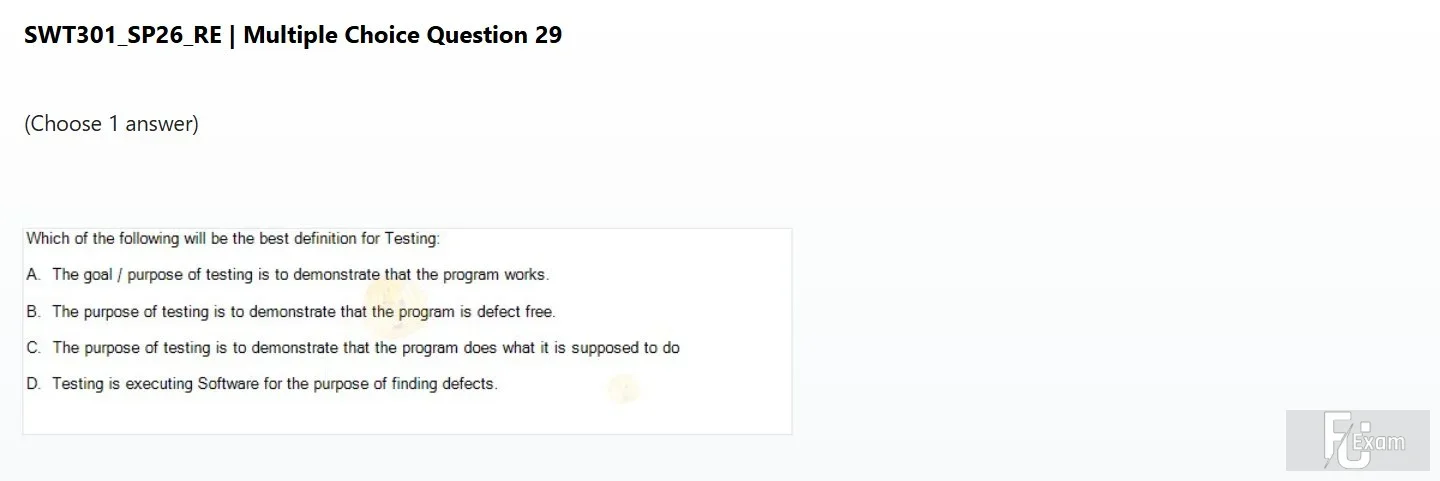 SWT301_SP26_RE | Multiple Choice Question 29
(Choose 1 answer)
Which of the following will be the best definition for Testing:
A. The goal / purpose of testing is to demonstrate that the program works.
B. The purpose of testing is to demonstrate that the program is defect free.
C. The purpose of testing is to demonstrate that the program does what it is supposed to do
D. Testing is executing Software for the purpose of finding defects.
FU Exam